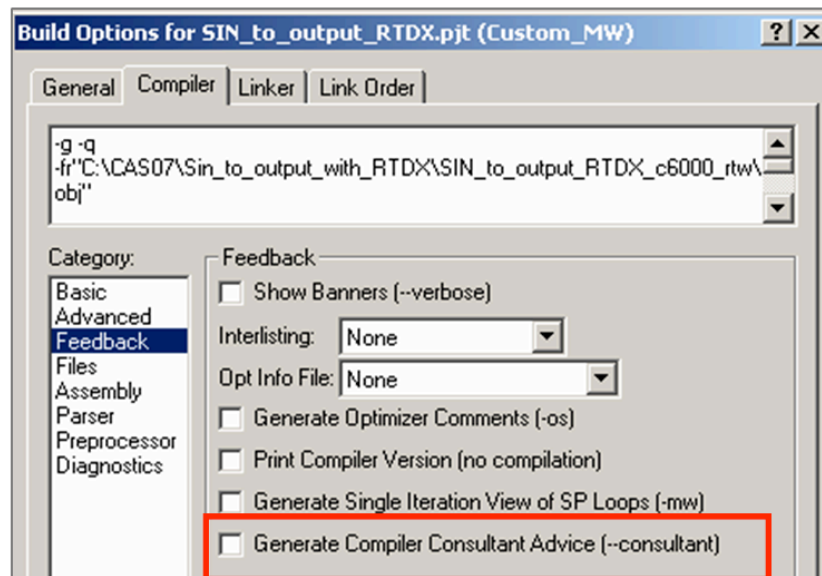 Build Options for SIN_to_output_RTDX.pjt (Custom_MW)
General Compiler Linker Link Order
-g -q
-fr"C:\CAS07\Sin_to_output_with_RTDX\SIN_to_output_RTDX_c6000_rtw\
obj"
Category:
Basic
Advanced
Feedback
Files
Assembly
Parser
Preprocessor
Diagnostics
Feedback
Show Banners (--verbose)
Interlisting: None
Opt Info File: None
Generate Optimizer Comments (-os)
Print Compiler Version (no compilation)
Generate Single Iteration View of SP Loops (-mw)
Generate Compiler Consultant Advice (--consultant)